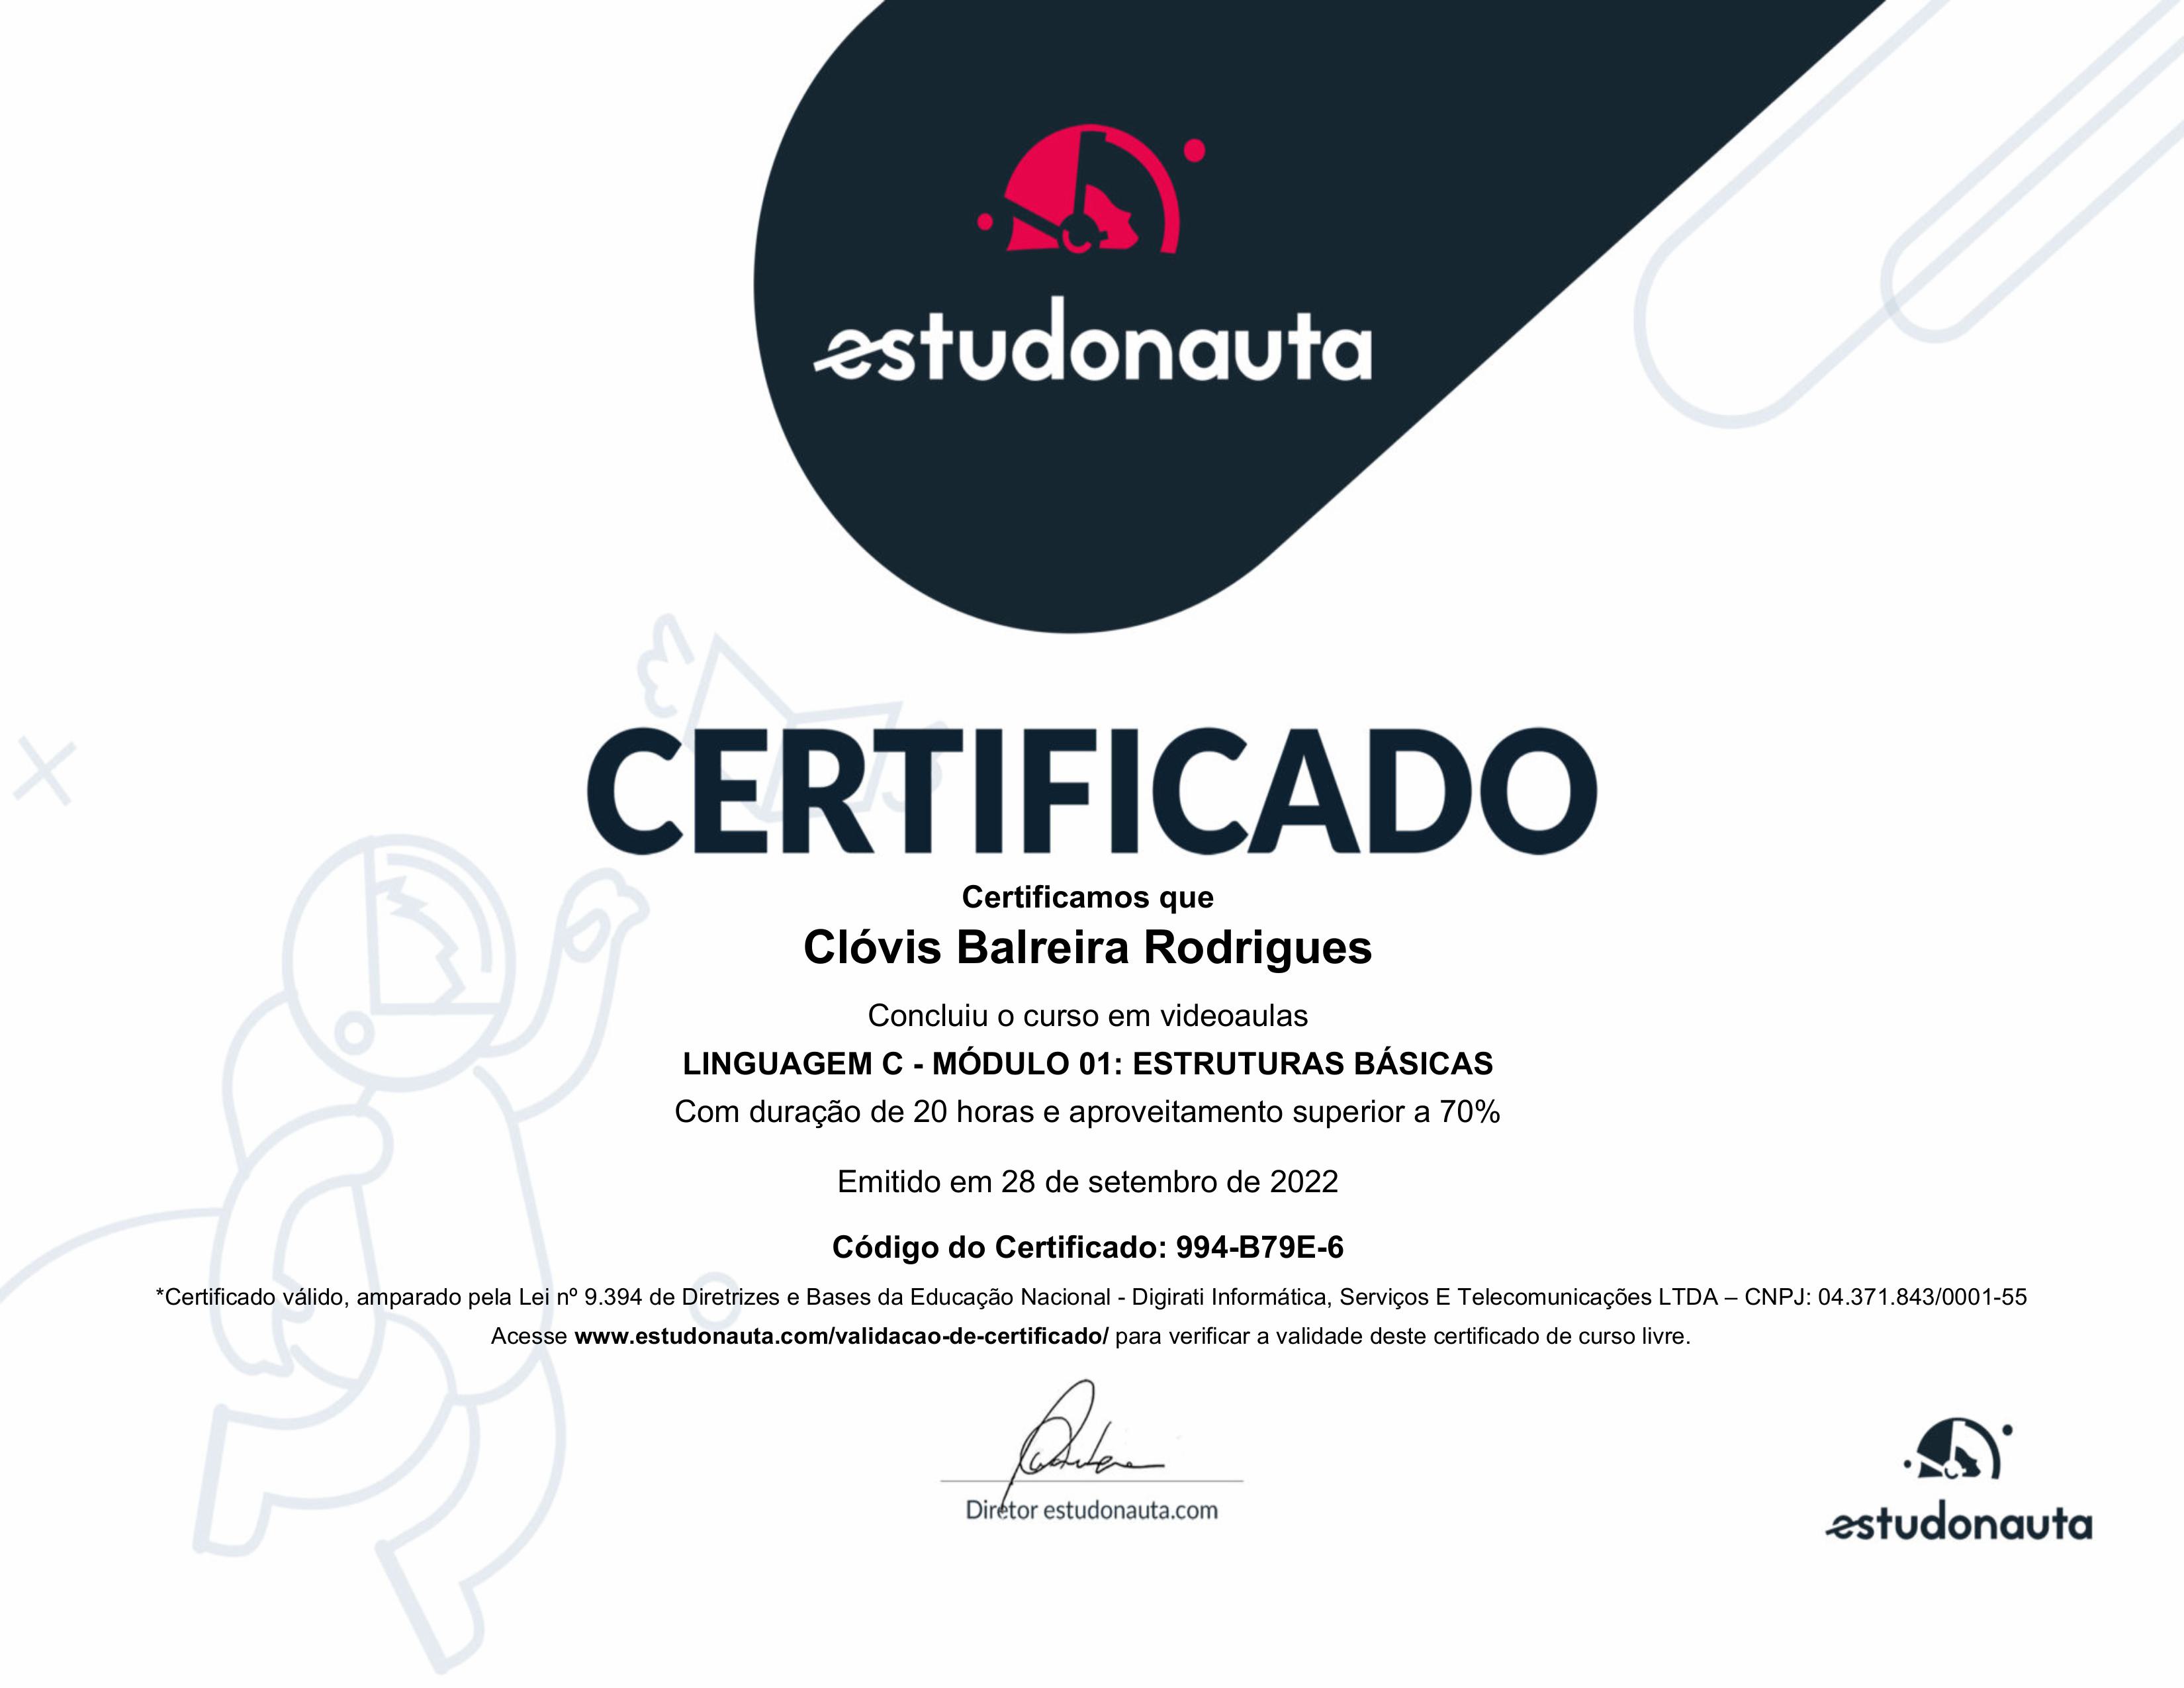 estudonauta
CERTIFICADO
Certificamos que
Clóvis Balreira Rodrigues
Concluiu o curso em videoaulas
LINGUAGEM C - MÓDULO 01: ESTRUTURAS BÁSICAS
Com duração de 20 horas e aproveitamento superior a 70%
Emitido em 28 de setembro de 2022
Código do Certificado: 994-B79E-6
*Certificado válido, amparado pela Lei nº 9.394 de Diretrizes e Bases da Educação Nacional - Digirati Informática, Serviços E Telecomunicações LTDA – CNPJ: 04.371.843/0001-55
Acesse www.estudonauta.com/validacao-de-certificado/ para verificar a validade deste certificado de curso livre.
Diretor estudonauta.com
estudonauta